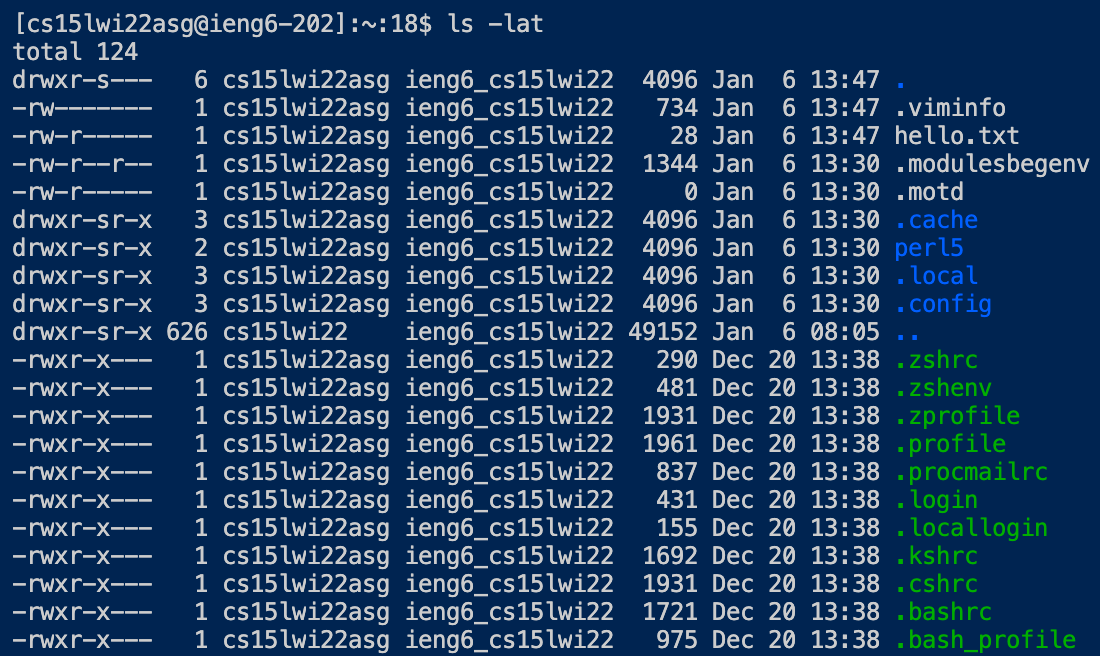 [cs15lwi22asg@ieng6-202]:~:18$ ls -lat
total 124
drwxr-s---   6 cs15lwi22asg ieng6_cs15lwi22  4096 Jan  6 13:47 .
-rw-------   1 cs15lwi22asg ieng6_cs15lwi22   734 Jan  6 13:47 .viminfo
-rw-r-----   1 cs15lwi22asg ieng6_cs15lwi22    28 Jan  6 13:47 hello.txt
-rw-r--r--   1 cs15lwi22asg ieng6_cs15lwi22  1344 Jan  6 13:30 .modulesbegenv
-rw-r-----   1 cs15lwi22asg ieng6_cs15lwi22     0 Jan  6 13:30 .motd
drwxr-sr-x   3 cs15lwi22asg ieng6_cs15lwi22  4096 Jan  6 13:30 .cache
drwxr-sr-x   2 cs15lwi22asg ieng6_cs15lwi22  4096 Jan  6 13:30 perl5
drwxr-sr-x   3 cs15lwi22asg ieng6_cs15lwi22  4096 Jan  6 13:30 .local
drwxr-sr-x   3 cs15lwi22asg ieng6_cs15lwi22  4096 Jan  6 13:30 .config
drwxr-sr-x 626 cs15lwi22    ieng6_cs15lwi22 49152 Jan  6 08:05 ..
-rwxr-x---   1 cs15lwi22asg ieng6_cs15lwi22   290 Dec 20 13:38 .zshrc
-rwxr-x---   1 cs15lwi22asg ieng6_cs15lwi22   481 Dec 20 13:38 .zshenv
-rwxr-x---   1 cs15lwi22asg ieng6_cs15lwi22  1931 Dec 20 13:38 .zprofile
-rwxr-x---   1 cs15lwi22asg ieng6_cs15lwi22  1961 Dec 20 13:38 .profile
-rwxr-x---   1 cs15lwi22asg ieng6_cs15lwi22   837 Dec 20 13:38 .procmailrc
-rwxr-x---   1 cs15lwi22asg ieng6_cs15lwi22   431 Dec 20 13:38 .login
-rwxr-x---   1 cs15lwi22asg ieng6_cs15lwi22   155 Dec 20 13:38 .locallogin
-rwxr-x---   1 cs15lwi22asg ieng6_cs15lwi22  1692 Dec 20 13:38 .kshrc
-rwxr-x---   1 cs15lwi22asg ieng6_cs15lwi22  1931 Dec 20 13:38 .cshrc
-rwxr-x---   1 cs15lwi22asg ieng6_cs15lwi22  1721 Dec 20 13:38 .bashrc
-rwxr-x---   1 cs15lwi22asg ieng6_cs15lwi22   975 Dec 20 13:38 .bash_profile